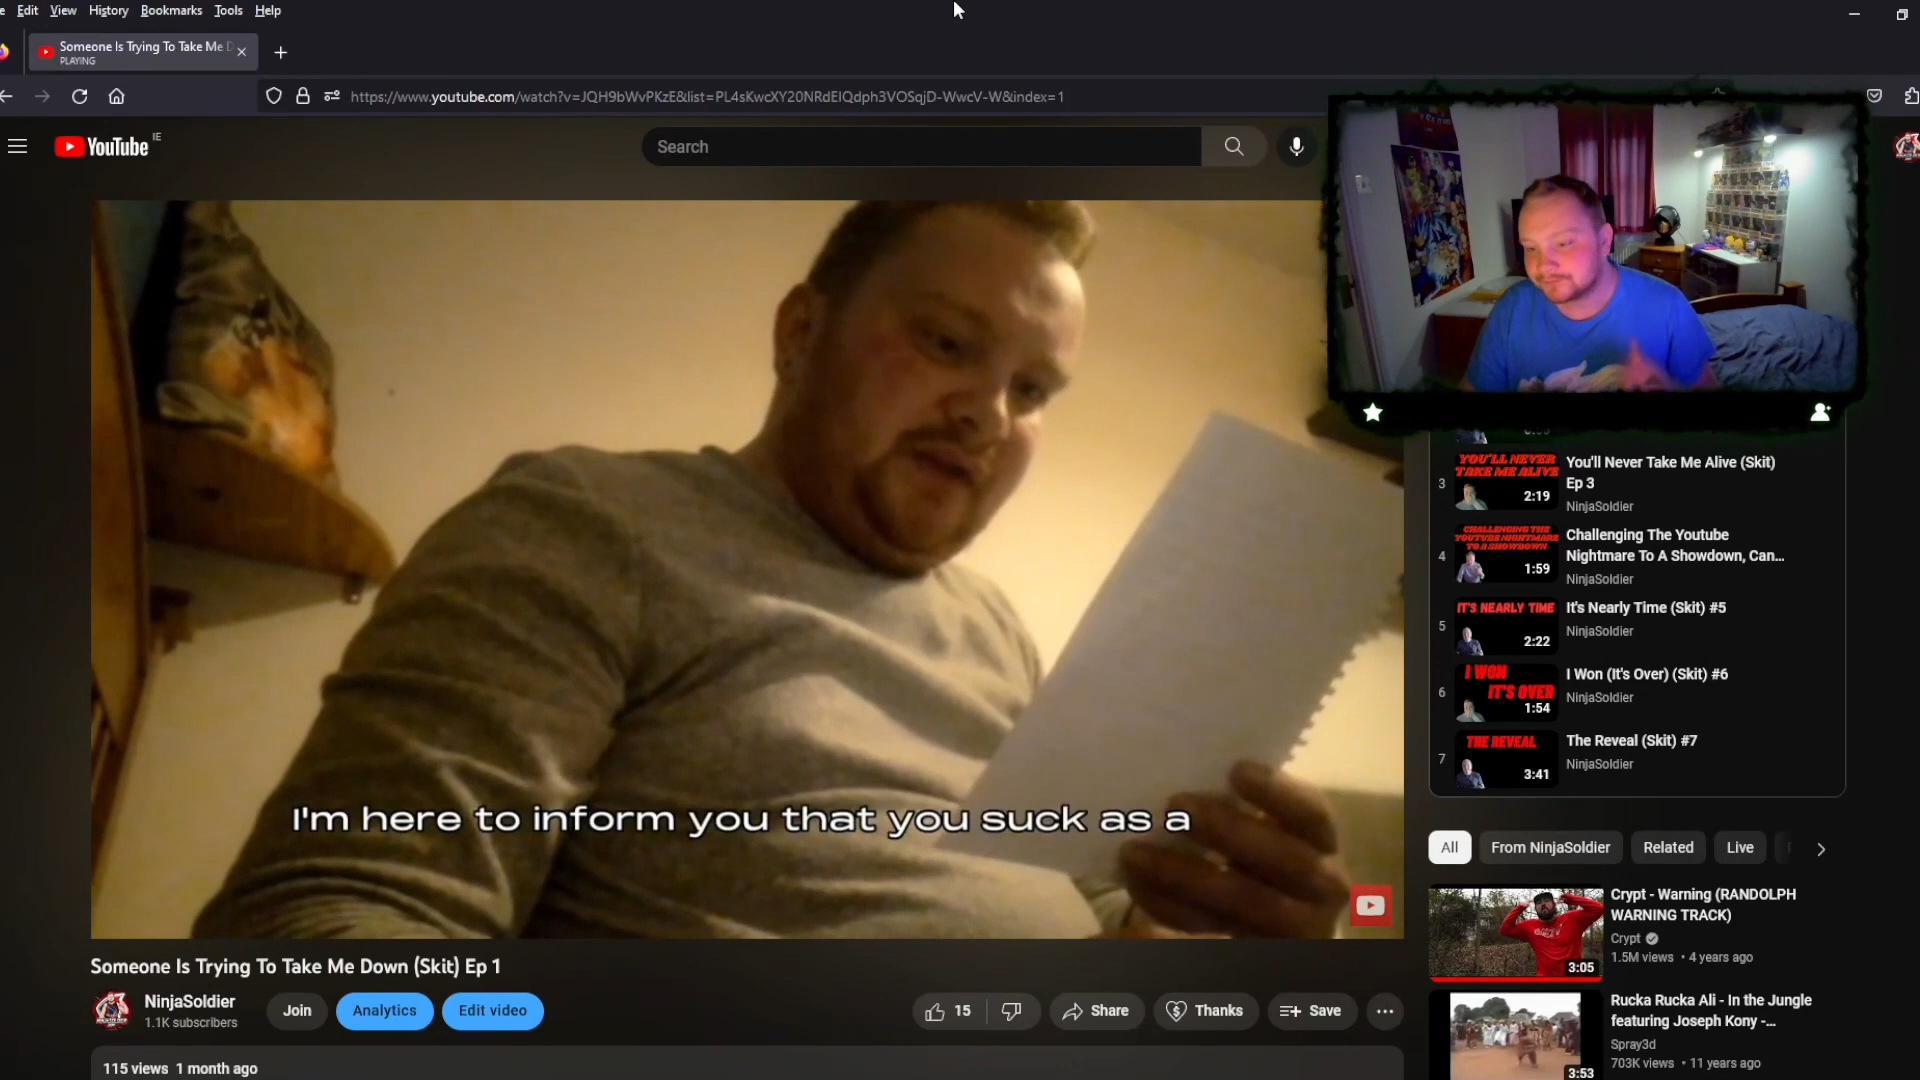 Edit View History Bookmarks Tools Help
Someone Is Trying To Take Me D
PLAYING
https://www.youtube.com/watch?v=JQH9bWvPKzE&list=PL4sKwcXY20NRdEIQdph3VOSqjD-WwcV-W&index=1
YouTube IE
Search
I'm here to inform you that you suck as a
Someone Is Trying To Take Me Down (Skit) Ep 1
NinjaSoldier
1.1K subscribers
Join
Analytics
Edit video
15
Share
Thanks
Save
115 views 1 month ago
3
YOU'LL NEVER
TAKE ME ALIVE
2:19
You'll Never Take Me Alive (Skit)
Ep 3
NinjaSoldier
4
CHALLENGING THE
YOUTUBE NIGHTMARE
TO A SHOWDOWN
1:59
Challenging The Youtube
Nightmare To A Showdown, Can...
NinjaSoldier
5
IT'S NEARLY TIME
2:22
It's Nearly Time (Skit) #5
NinjaSoldier
6
I WON
IT'S OVER
1:54
I Won (It's Over) (Skit) #6
NinjaSoldier
7
THE REVEAL
3:41
The Reveal (Skit) #7
NinjaSoldier
All
From NinjaSoldier
Related
Live
3:05
Crypt - Warning (RANDOLPH
WARNING TRACK)
Crypt
1.5M views • 4 years ago
3:53
Rucka Rucka Ali - In the Jungle
featuring Joseph Kony -...
Spray3d
703K views • 11 years ago